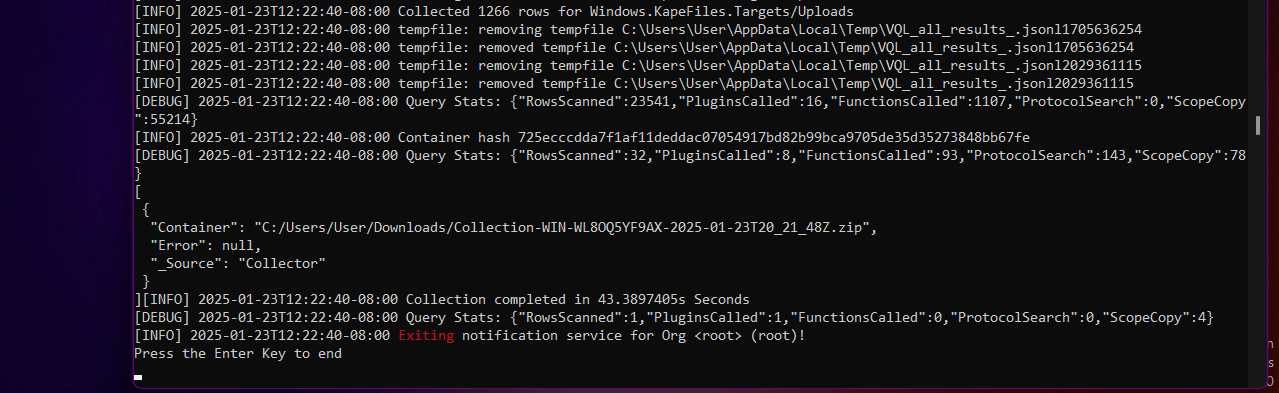 [INFO] 2025-01-23T12:22:40-08:00 Collected 1266 rows for Windows.KapeFiles.Targets/Uploads
[INFO] 2025-01-23T12:22:40-08:00 tempfile: removing tempfile C:\Users\User\AppData\Local\Temp\VQL_all_results_.jsonl1705636254
[INFO] 2025-01-23T12:22:40-08:00 tempfile: removed tempfile C:\Users\User\AppData\Local\Temp\VQL_all_results_.jsonl1705636254
[INFO] 2025-01-23T12:22:40-08:00 tempfile: removing tempfile C:\Users\User\AppData\Local\Temp\VQL_all_results_.jsonl2029361115
[INFO] 2025-01-23T12:22:40-08:00 tempfile: removed tempfile C:\Users\User\AppData\Local\Temp\VQL_all_results_.jsonl2029361115
[DEBUG] 2025-01-23T12:22:40-08:00 Query Stats: {"RowsScanned":23541,"PluginsCalled":16,"FunctionsCalled":1107,"ProtocolSearch":0,"ScopeCopy
":55214}
[INFO] 2025-01-23T12:22:40-08:00 Container hash 725ecccdda7f1af11deddac07054917bd82b99bca9705de35d35273848bb67fe
[DEBUG] 2025-01-23T12:22:40-08:00 Query Stats: {"RowsScanned":32,"PluginsCalled":8,"FunctionsCalled":93,"ProtocolSearch":143,"ScopeCopy":78
}
[
{
"Container": "C:/Users/User/Downloads/Collection-WIN-WL8OQ5YF9AX-2025-01-23T20_21_48Z.zip",
"Error": null,
"_Source": "Collector"
}
][INFO] 2025-01-23T12:22:40-08:00 Collection completed in 43.3897405s Seconds
[DEBUG] 2025-01-23T12:22:40-08:00 Query Stats: {"RowsScanned":1,"PluginsCalled":1,"FunctionsCalled":0,"ProtocolSearch":0,"ScopeCopy":4}
[INFO] 2025-01-23T12:22:40-08:00 Exiting notification service for Org <root> (root)!
Press the Enter Key to end